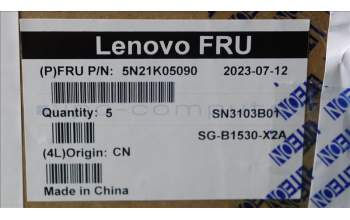 Lenovo FRU
(P)FRU P/N: 5N21K05090 2023-07-12
Quantity: 5 SN3103B01
SG-B1530-X2A
(4L)Origin: CN
Made in China
LITEON